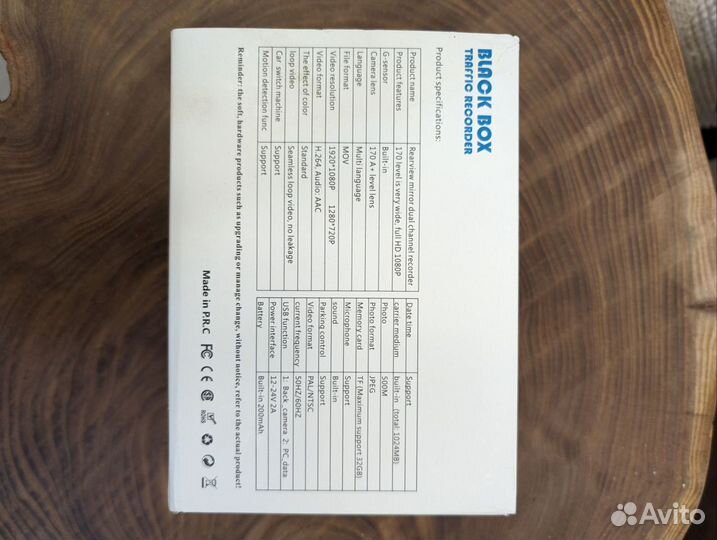 BLACK BOX
TRAFFIC RECORDER
Product specifications:
Product name Rearview mirror dual channel recorder
Product features 170 level is very wide, full HD 1080P
G-sensor Built-in
Camera lens 170 A+ level lens
Language Multi language
File format MOV
Video resolution 1920*1080P 1280*720P
Video format H.264, Audio: AAC
The effect of color Standard
loop video Seamless loop video, no leakage
Car switch machine Support
Motion detection func Support
Date time Support
carrier medium built-in (total: 1024MB)
Photo 500M
Photo format JPEG
Memory card TF (Maximum support 32GB)
Microphone Support
sound Built-in
Parking control Support
Video format PAL/NTSC
current frequency 50HZ/60HZ
USB function 1: Back_camera 2: PC_data
Power interface 12-24V 2A
Battery Built-in 200mAh
Made in P.R.C FC CE ROHS
Reminder: the soft, hardware products such as upgrading or manage change, without notice, refer to the actual product!
Avito